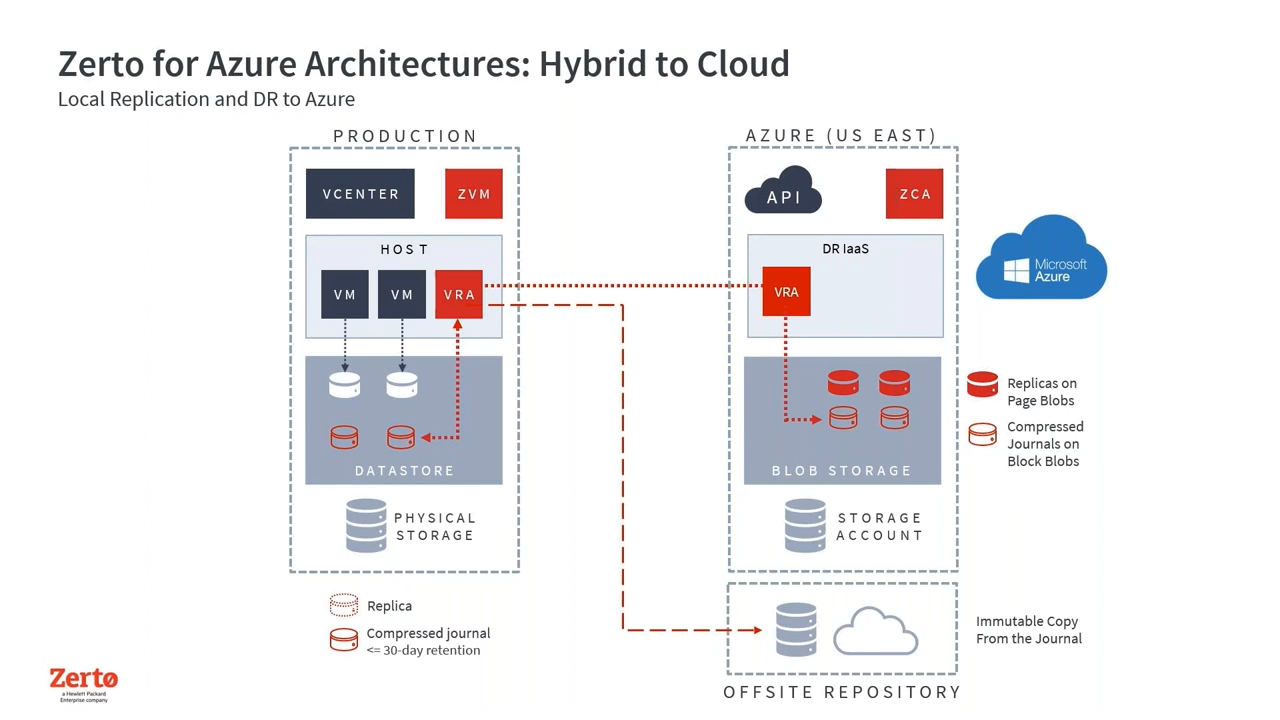 Zerto for Azure Architectures: Hybrid to Cloud
Local Replication and DR to Azure
PRODUCTION
VCENTER
ZVM
HOST
VM
VM
VRA
DATASTORE
PHYSICAL
STORAGE
Replica
Compressed journal
<= 30-day retention
AZURE (US EAST)
API
ZCA
DR IaaS
VRA
BLOB STORAGE
STORAGE
ACCOUNT
Microsoft
Azure
Replicas on
Page Blobs
Compressed
Journals on
Block Blobs
Immutable Copy
From the Journal
OFFSITE REPOSITORY
Zerto
a Hewlett Packard
Enterprise company